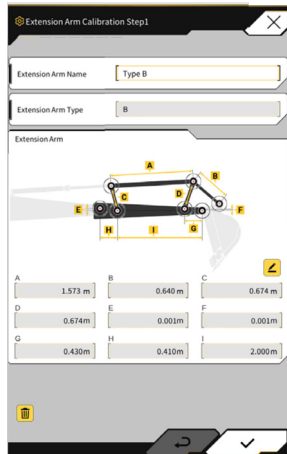 Extension Arm Calibration Step1
Extension Arm Name
Type B
Extension Arm Type
B
Extension Arm
A
B
C
D
E
F
G
H
I
A
B
C
1.573 m
0.640 m
0.674 m
D
E
F
0.674m
0.001m
0.001m
G
H
I
0.430m
0.410m
2.000m